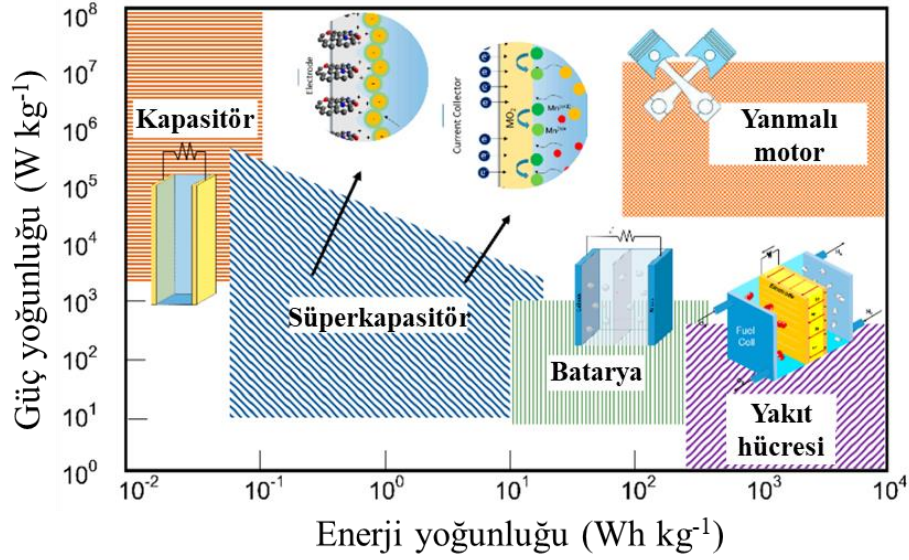 Güç yoğunluğu (W kg⁻¹)
10⁸
10⁷
10⁶
10⁵
10⁴
10³
10²
10¹
10⁰
Kapasitör
Electrode
Current Collector
e
e
e
e
e
MO₂
Yanmalı
motor
Süperkapasitör
Batarya
Fuel
Cell
Electrolyte
Yakıt
hücresi
10⁻²
10⁻¹
10⁰
10¹
10²
10³
10⁴
Enerji yoğunluğu (Wh kg⁻¹)